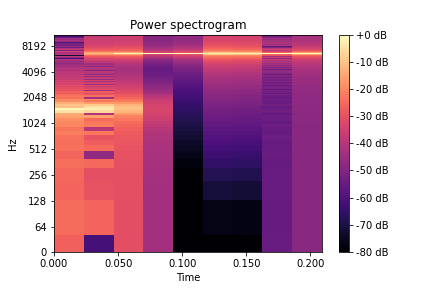 Power spectrogram
8192
4096
2048
1024
512
256
128
64
0
Hz
0.000 0.050 0.100 0.150 0.200
Time
+0 dB
-10 dB
-20 dB
-30 dB
-40 dB
-50 dB
-60 dB
-70 dB
-80 dB